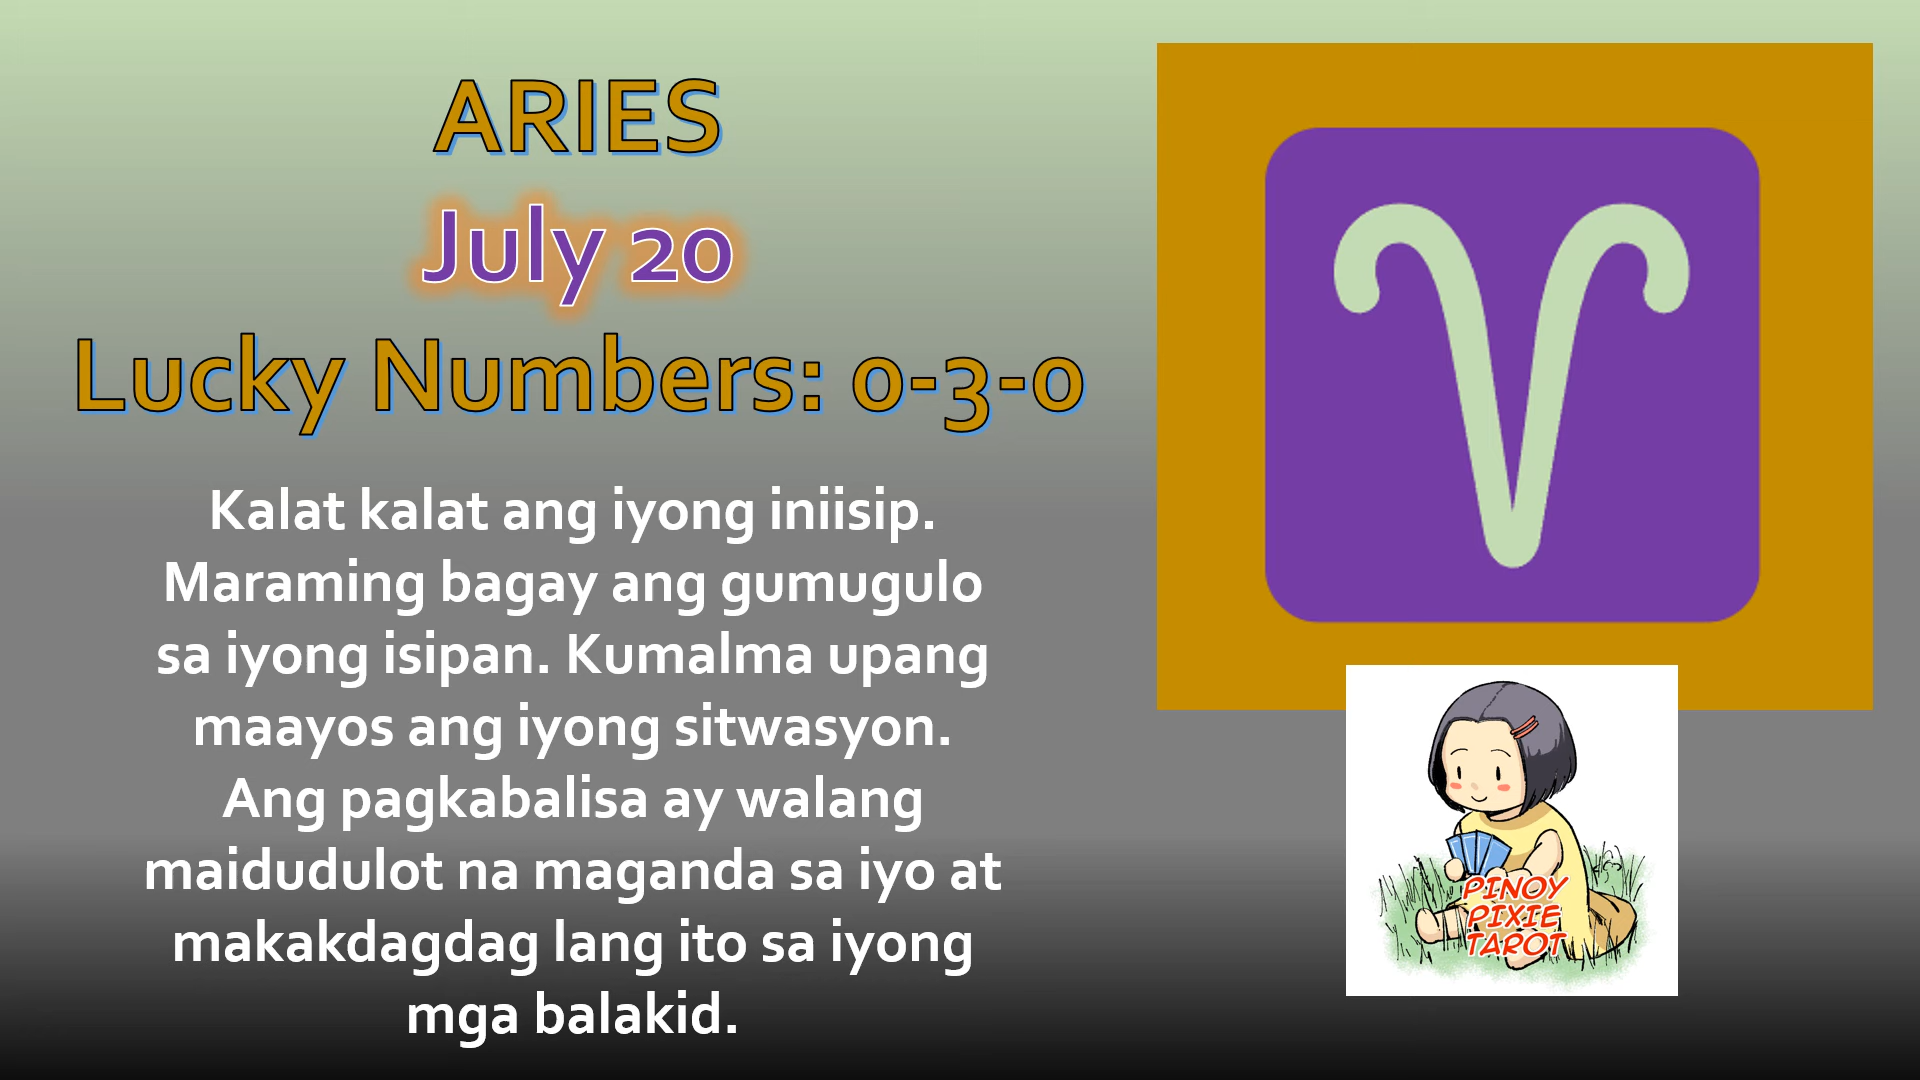 ARIES
July 20
Lucky Numbers: 0-3-0
Kalat kalat ang iyong iniisip.
Maraming bagay ang gumugulo
sa iyong isipan. Kumalma upang
maayos ang iyong sitwasyon.
Ang pagkabalisa ay walang
maidudulot na maganda sa iyo at
makakdagdag lang ito sa iyong
mga balakid.
PINOY
PIXIE
TAROT